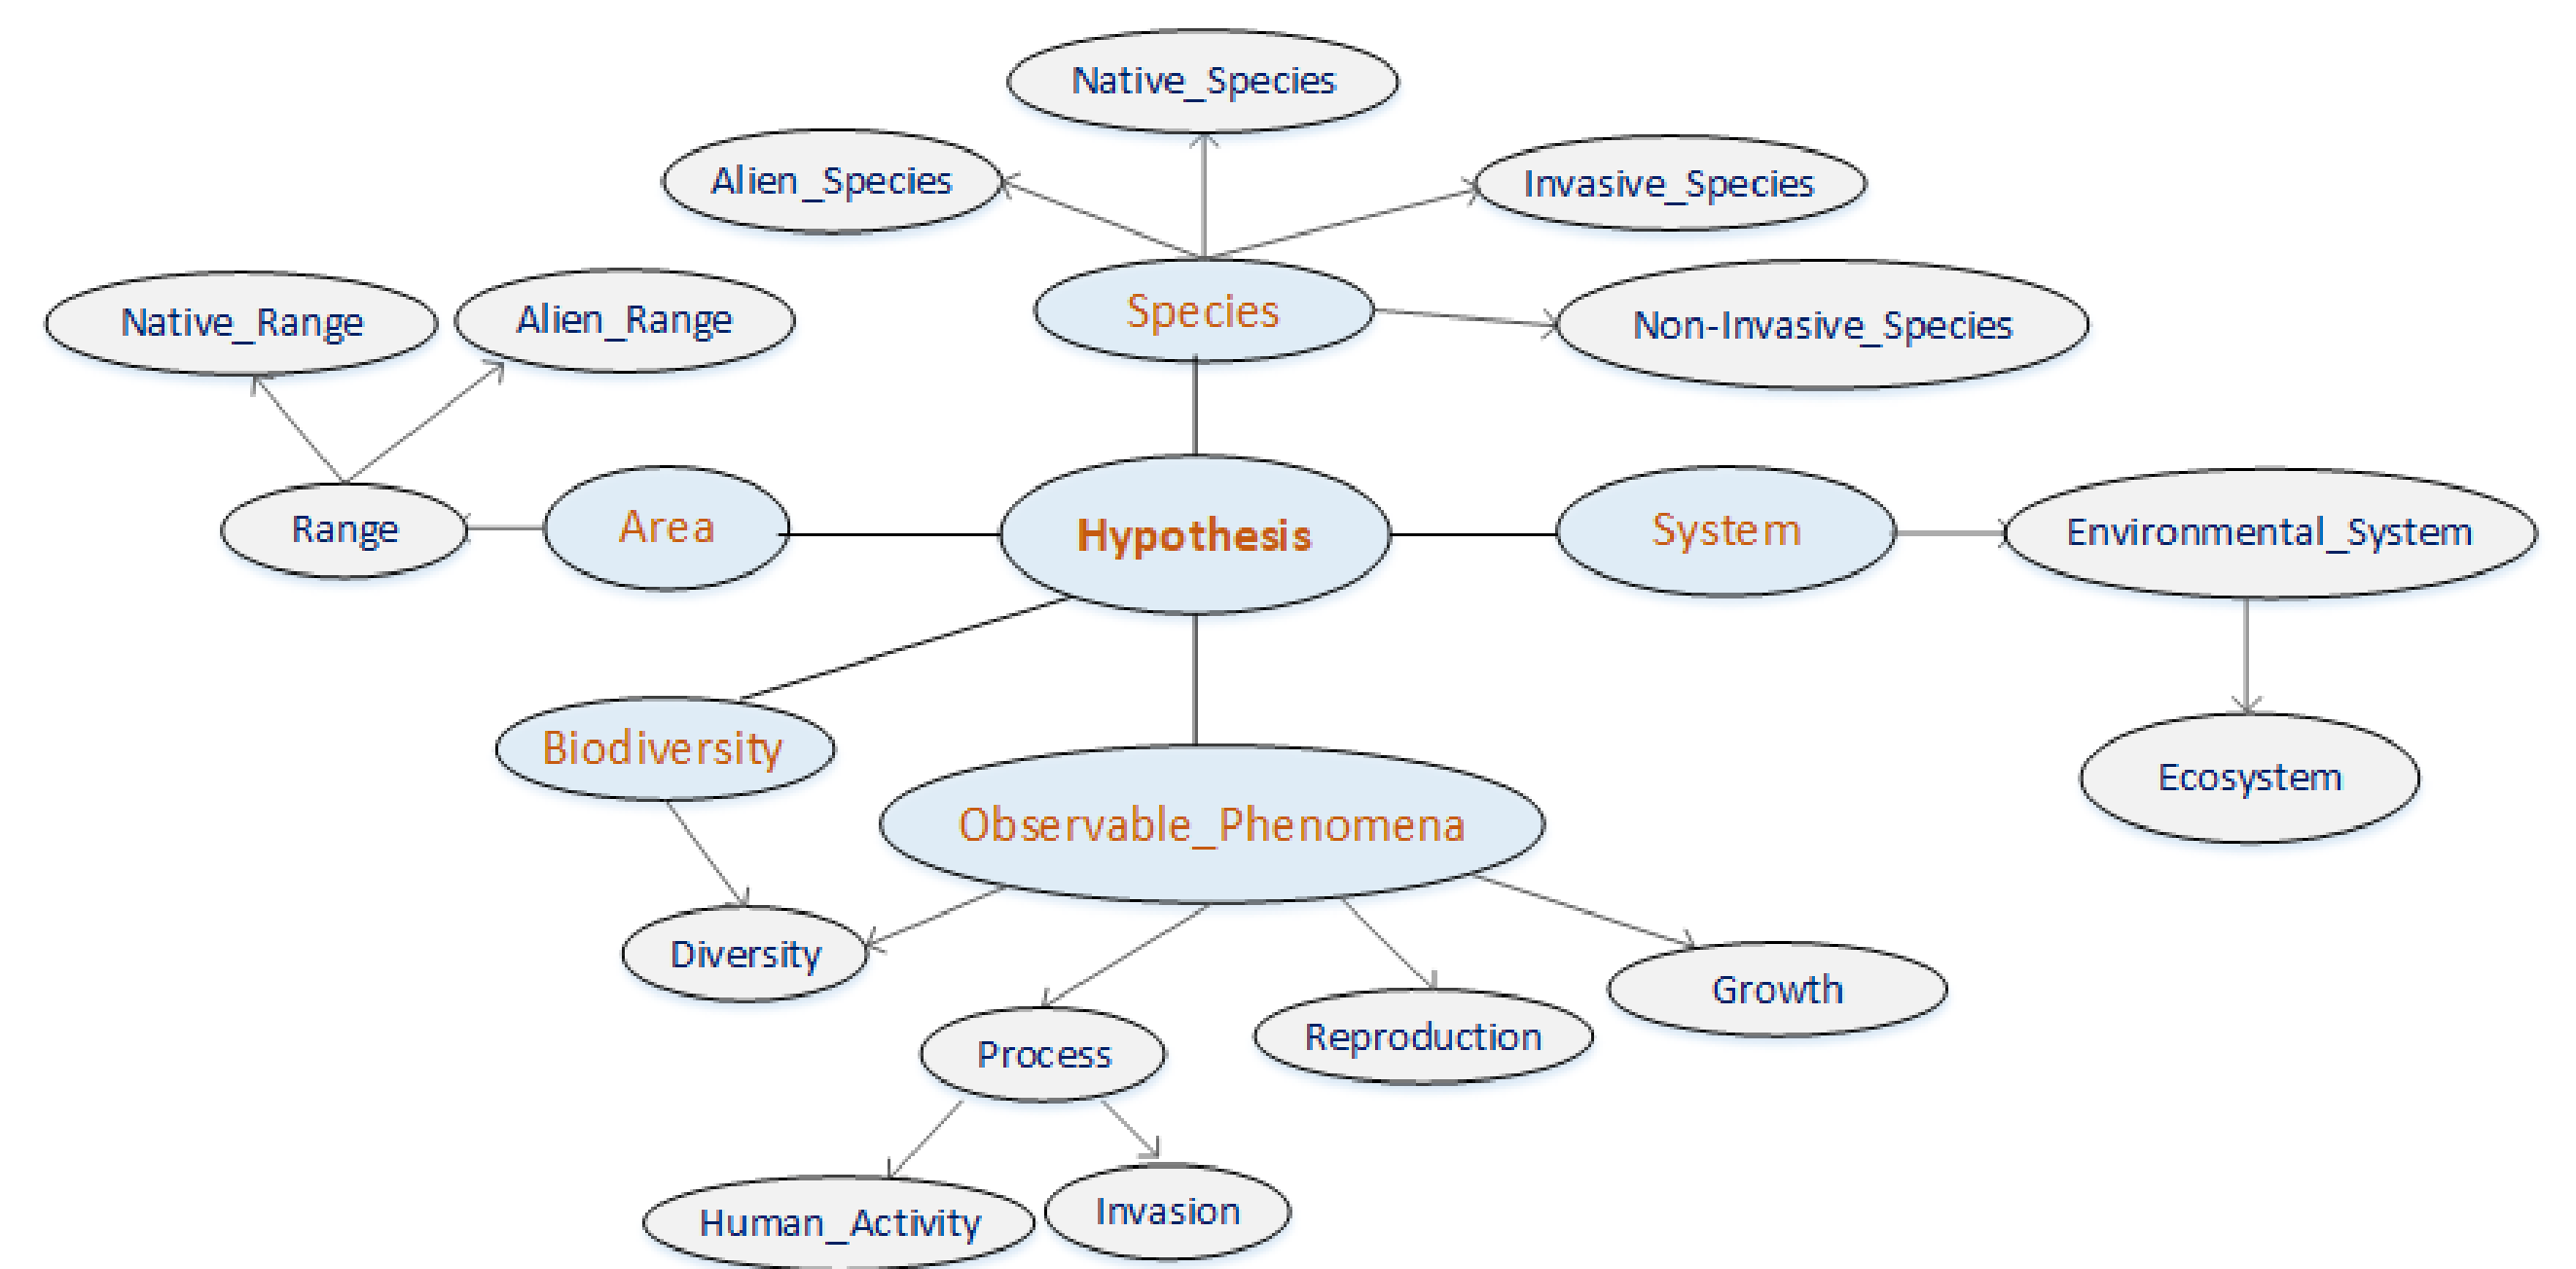 Native_Species
Alien_Species
Invasive_Species
Species
Native_Range
Alien_Range
Non-Invasive_Species
Range
Area
Hypothesis
System
Environmental_System
Biodiversity
Observable_Phenomena
Ecosystem
Diversity
Process
Reproduction
Growth
Human_Activity
Invasion